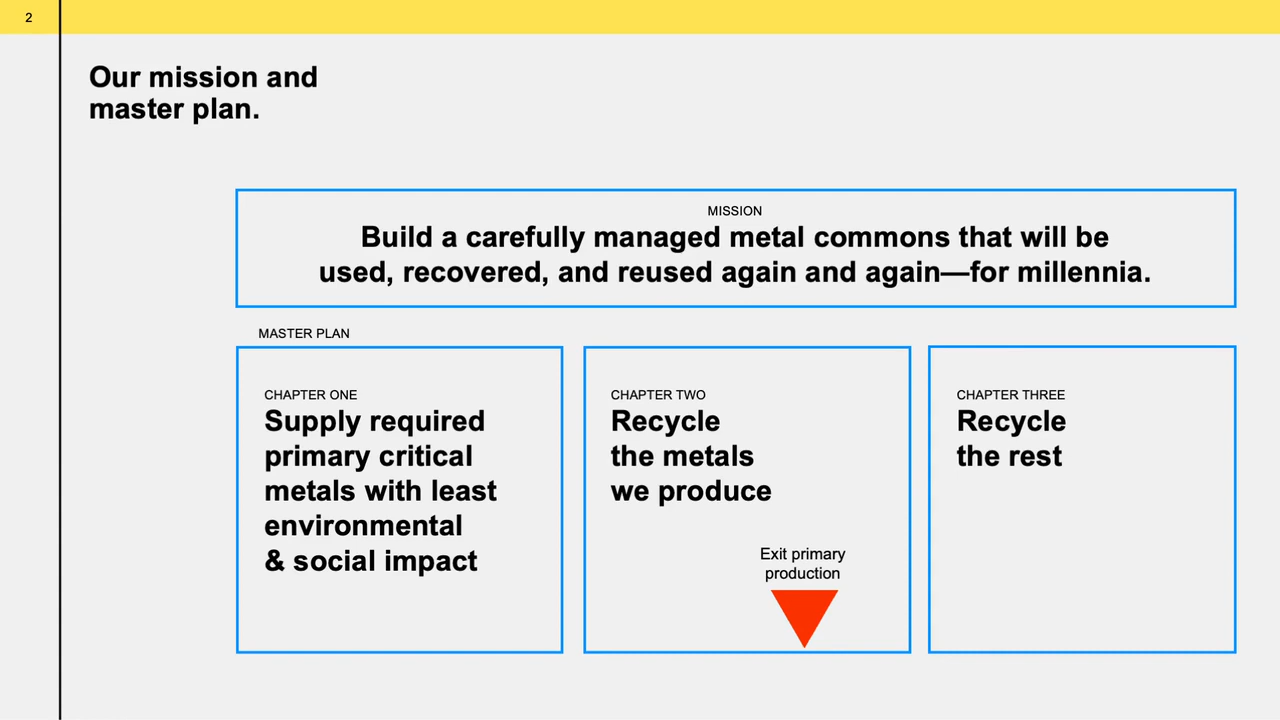 2
Our mission and
master plan.
MISSION
Build a carefully managed metal commons that will be
used, recovered, and reused again and again—for millennia.
MASTER PLAN
CHAPTER ONE
Supply required
primary critical
metals with least
environmental
& social impact
CHAPTER TWO
Recycle
the metals
we produce
Exit primary
production
CHAPTER THREE
Recycle
the rest